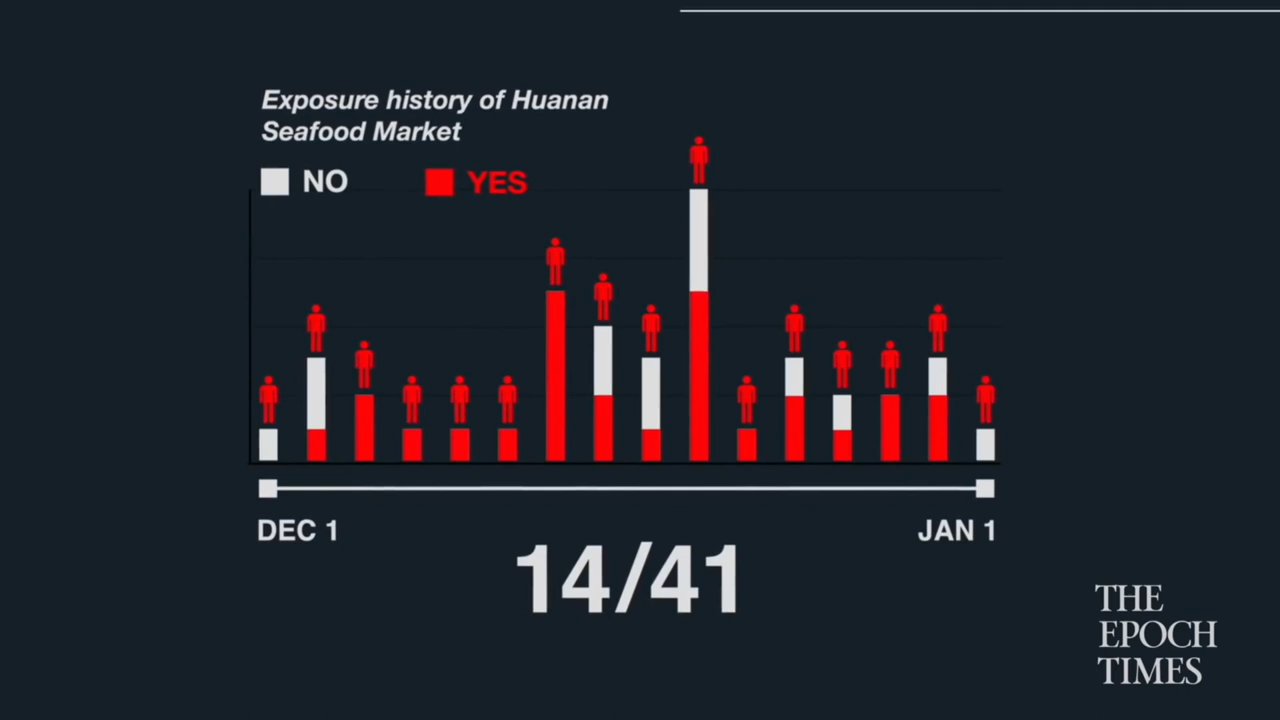 Exposure history of Huanan
Seafood Market
NO
YES
DEC 1
JAN 1
14/41
THE
EPOCH
TIMES